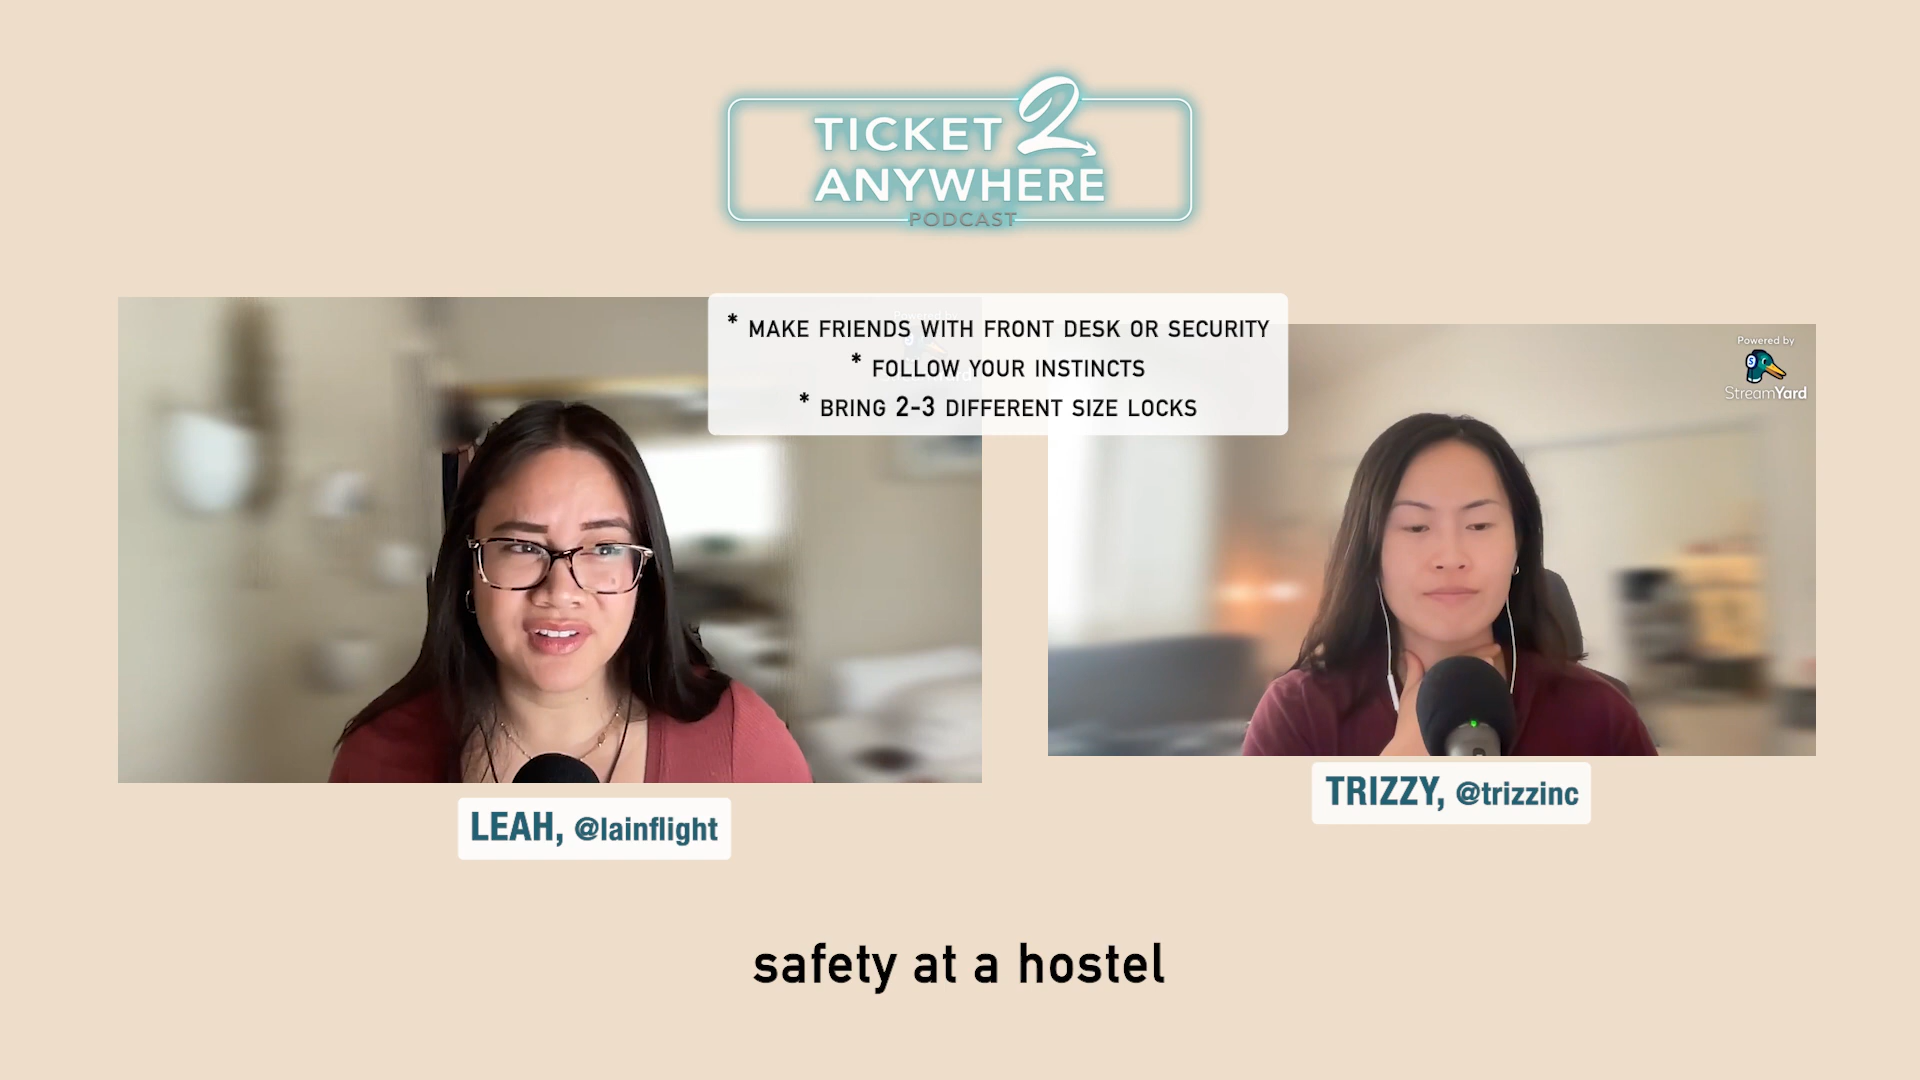 TICKET 2
ANYWHERE
PODCAST
* MAKE FRIENDS WITH FRONT DESK OR SECURITY
* FOLLOW YOUR INSTINCTS
* BRING 2-3 DIFFERENT SIZE LOCKS
Powered by
StreamYard
LEAH, @lainflight
TRIZZY, @trizzinc
safety at a hostel